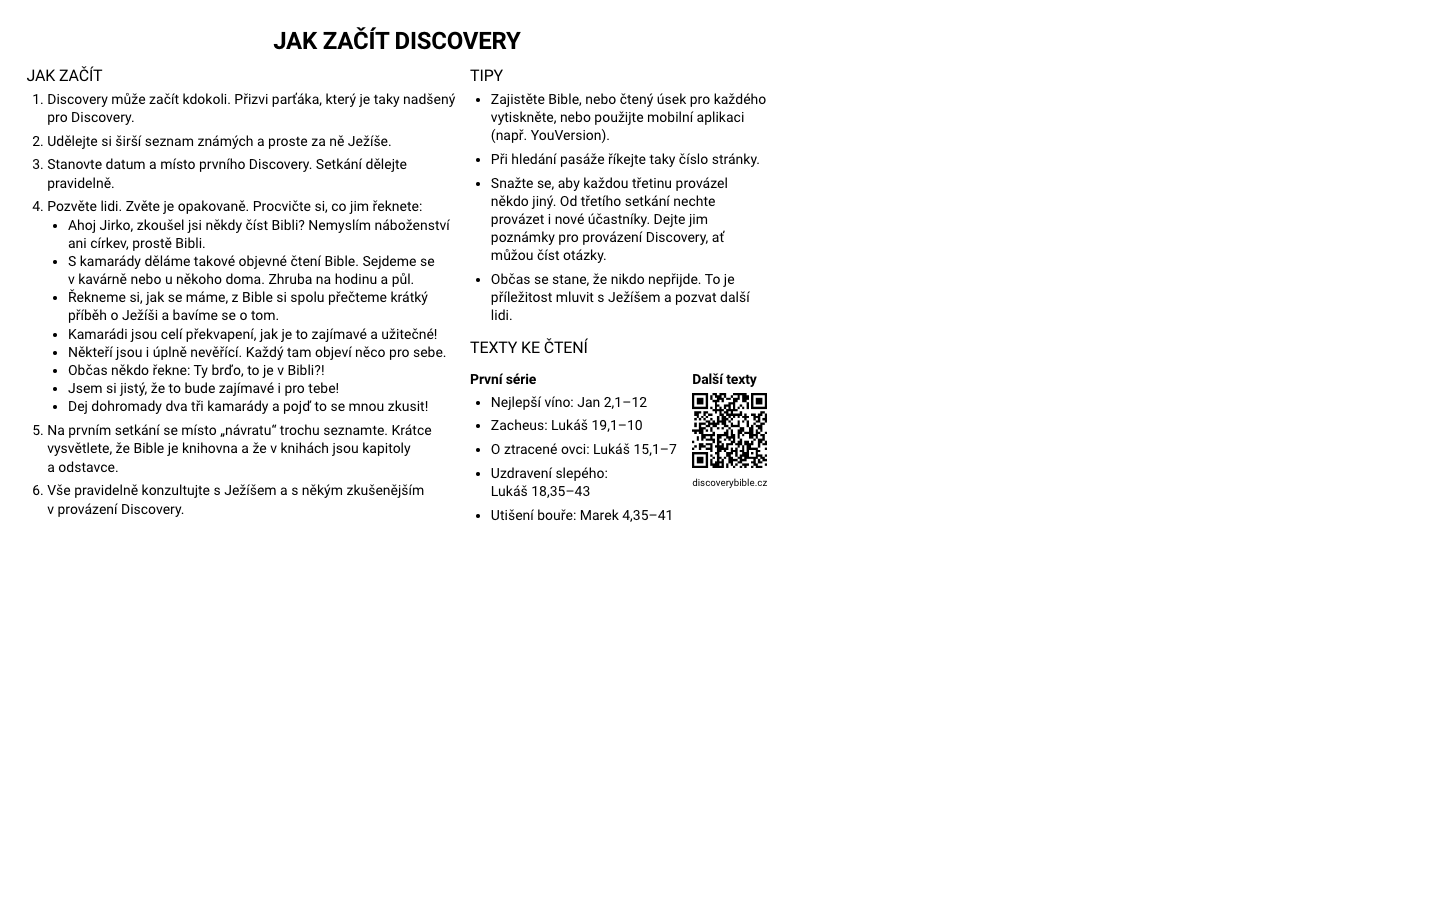 JAK ZAČÍT DISCOVERY
JAK ZAČÍT
1. Discovery může začít kdokoli. Přizvi parťáka, který je taky nadšený
pro Discovery.
2. Udělejte si širší seznam známých a proste za ně Ježíše.
3. Stanovte datum a místo prvního Discovery. Setkání dělejte
pravidelně.
4. Pozvěte lidi. Zvěte je opakovaně. Procvičte si, co jim řeknete:
• Ahoj Jirko, zkoušel jsi někdy číst Bibli? Nemyslím náboženství
ani církev, prostě Bibli.
• S kamarády děláme takové objevné čtení Bible. Sejdeme se
v kavárně nebo u někoho doma. Zhruba na hodinu a půl.
• Řekneme si, jak se máme, z Bible si spolu přečteme krátký
příběh o Ježíši a bavíme se o tom.
• Kamarádi jsou celí překvapení, jak je to zajímavé a užitečné!
• Někteří jsou i úplně nevěřící. Každý tam objeví něco pro sebe.
• Občas někdo řekne: Ty brďo, to je v Bibli?!
• Jsem si jistý, že to bude zajímavé i pro tebe!
• Dej dohromady dva tři kamarády a pojď to se mnou zkusit!
5. Na prvním setkání se místo „návratu“ trochu seznamte. Krátce
vysvětlete, že Bible je knihovna a že v knihách jsou kapitoly
a odstavce.
6. Vše pravidelně konzultujte s Ježíšem a s někým zkušenějším
v provázení Discovery.
TIPY
• Zajistěte Bible, nebo čtený úsek pro každého
vytiskněte, nebo použijte mobilní aplikaci
(např. YouVersion).
• Při hledání pasáže říkejte taky číslo stránky.
• Snažte se, aby každou třetinu provázel
někdo jiný. Od třetího setkání nechte
provázet i nové účastníky. Dejte jim
poznámky pro provázení Discovery, ať
můžou číst otázky.
• Občas se stane, že nikdo nepřijde. To je
příležitost mluvit s Ježíšem a pozvat další
lidi.
TEXTY KE ČTENÍ
První série
• Nejlepší víno: Jan 2,1–12
• Zacheus: Lukáš 19,1–10
• O ztracené ovci: Lukáš 15,1–7
• Uzdravení slepého:
Lukáš 18,35–43
• Utišení bouře: Marek 4,35–41
Další texty
discoverybible.cz